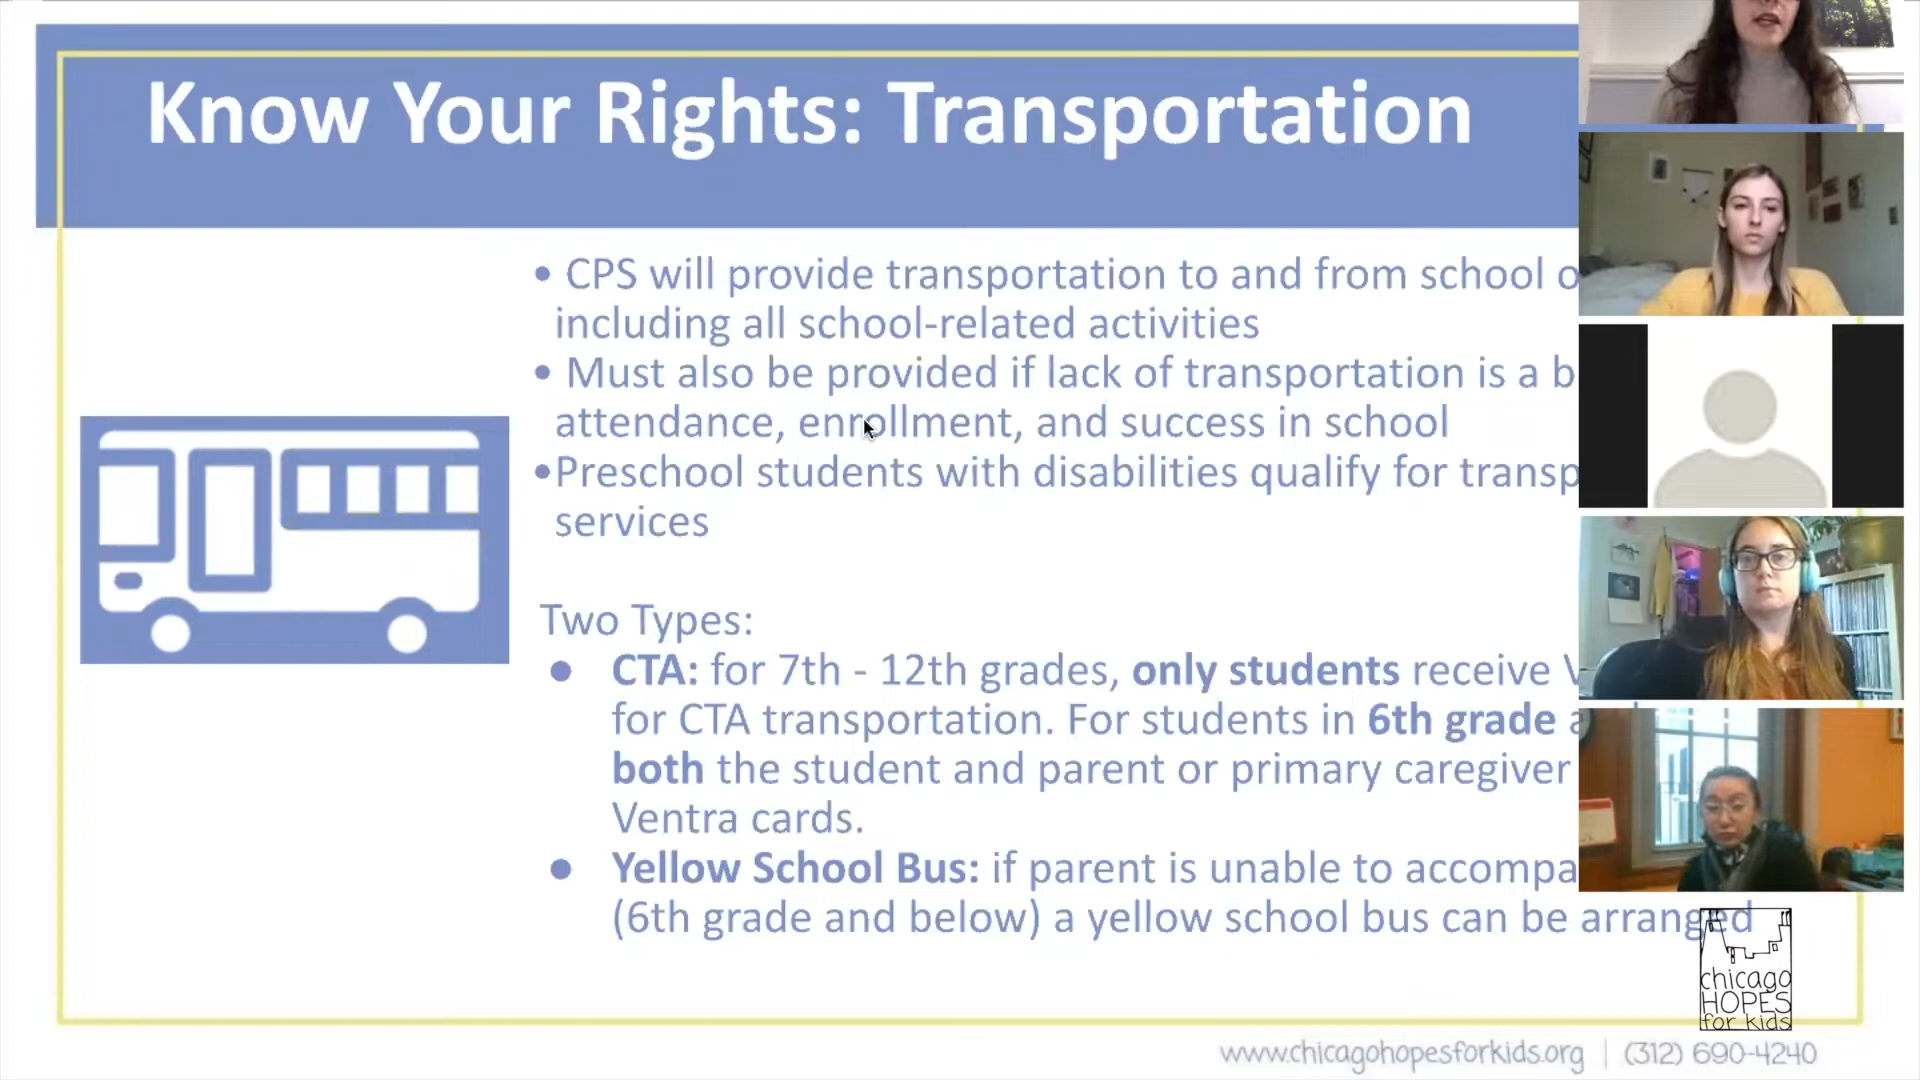 Know Your Rights: Transportation
• CPS will provide transportation to and from school
including all school-related activities
• Must also be provided if lack of transportation is a
attendance, enrollment, and success in school
•Preschool students with disabilities qualify for
services
Two Types:
● CTA: for 7th - 12th grades, only students receive
for CTA transportation. For students in 6th grade
both the student and parent or primary caregiver
Ventra cards.
● Yellow School Bus: if parent is unable to
(6th grade and below) a yellow school bus can be arranged
chicago
HOPES
for kids
www.chicagohopesforkids.org | (312) 690-4240